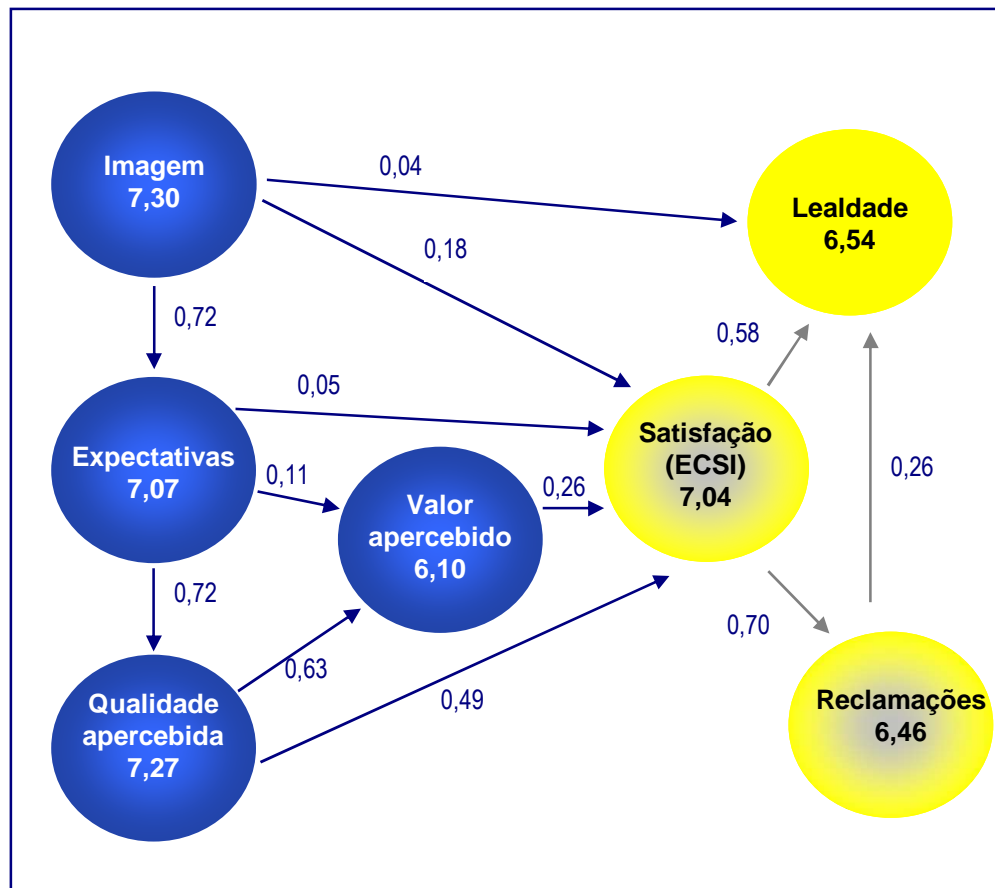 Imagem
7,30
0,04
Lealdade
6,54
0,18
0,72
0,58
0,05
Expectativas
7,07
0,11
Valor
apercebido
6,10
0,26
Satisfação
(ECSI)
7,04
0,26
0,72
0,63
0,49
0,70
Qualidade
apercebida
7,27
Reclamações
6,46